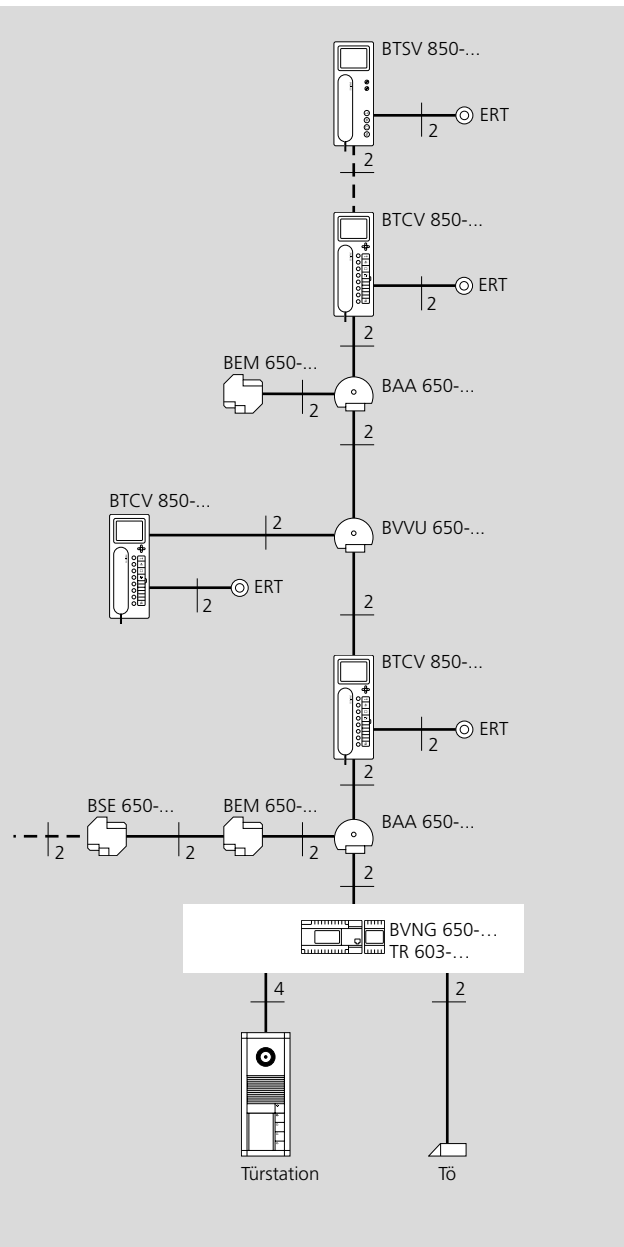 BTSV 850-...
ERT
2
2
BTCV 850-...
ERT
2
2
BEM 650-...
BAA 650-...
2
2
BTCV 850-...
2
BVVU 650-...
ERT
2
2
BTCV 850-...
ERT
2
2
BSE 650-...
BEM 650-...
BAA 650-...
2
2
2
2
BVNG 650-...
TR 603-...
4
2
Türstation
Tö